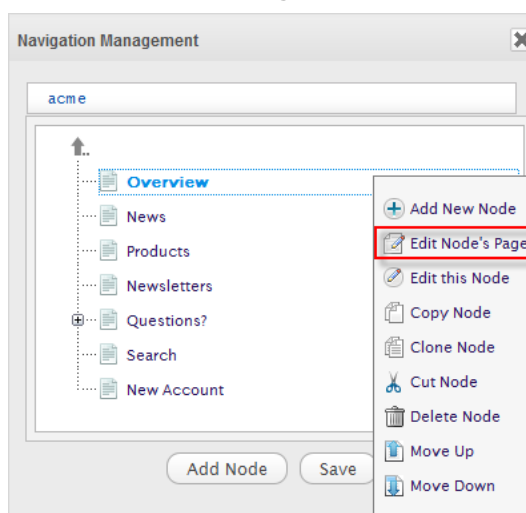 Navigation Management
acme
Overview
News
Products
Newsletters
Questions?
Search
New Account
Add New Node
Edit Node's Page
Edit this Node
Copy Node
Clone Node
Cut Node
Delete Node
Move Up
Move Down
Add Node
Save